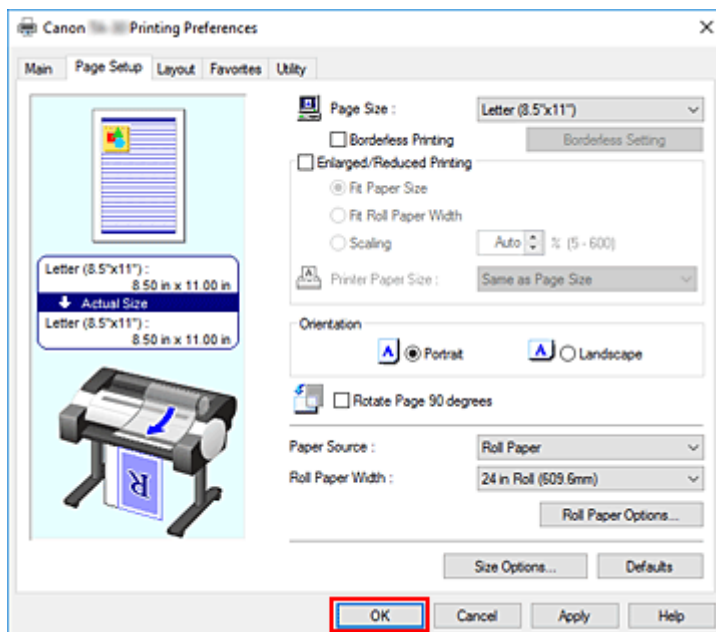 Canon Printing Preferences
Main Page Setup Layout Favorites Utility
Page Size : Letter (8.5"x11")
Borderless Printing Borderless Setting
Enlarged/Reduced Printing
Fit Paper Size
Fit Roll Paper Width
Scaling Auto % (5 - 600)
Printer Paper Size : Same as Page Size
Letter (8.5"x11") :
8.50 in x 11.00 in
Actual Size
Letter (8.5"x11") :
8.50 in x 11.00 in
Orientation
A Portrait A Landscape
Rotate Page 90 degrees
R
Paper Source : Roll Paper
Roll Paper Width : 24 in Roll (609.6mm)
Roll Paper Options...
Size Options... Defaults
OK Cancel Apply Help